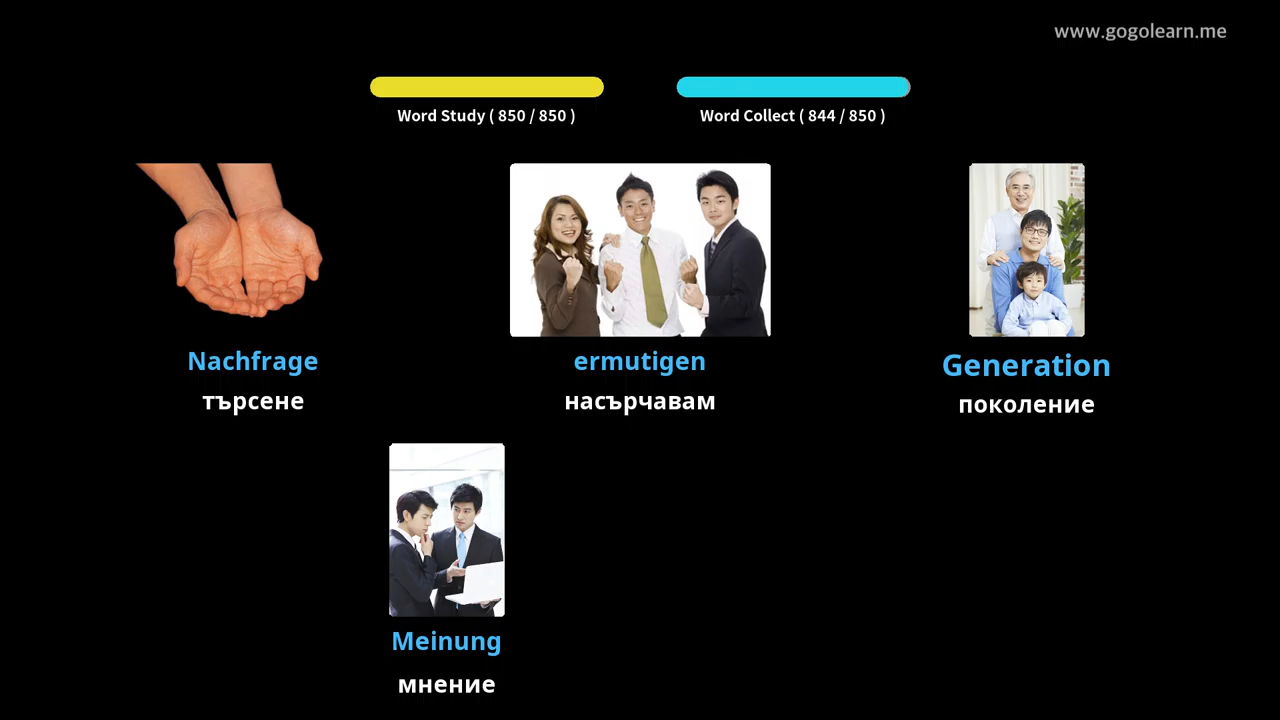 www.gogolearn.me
Word Study ( 850 / 850 )
Word Collect ( 844 / 850 )
Nachfrage
търсене
ermutigen
насърчавам
Generation
поколение
Meinung
мнение